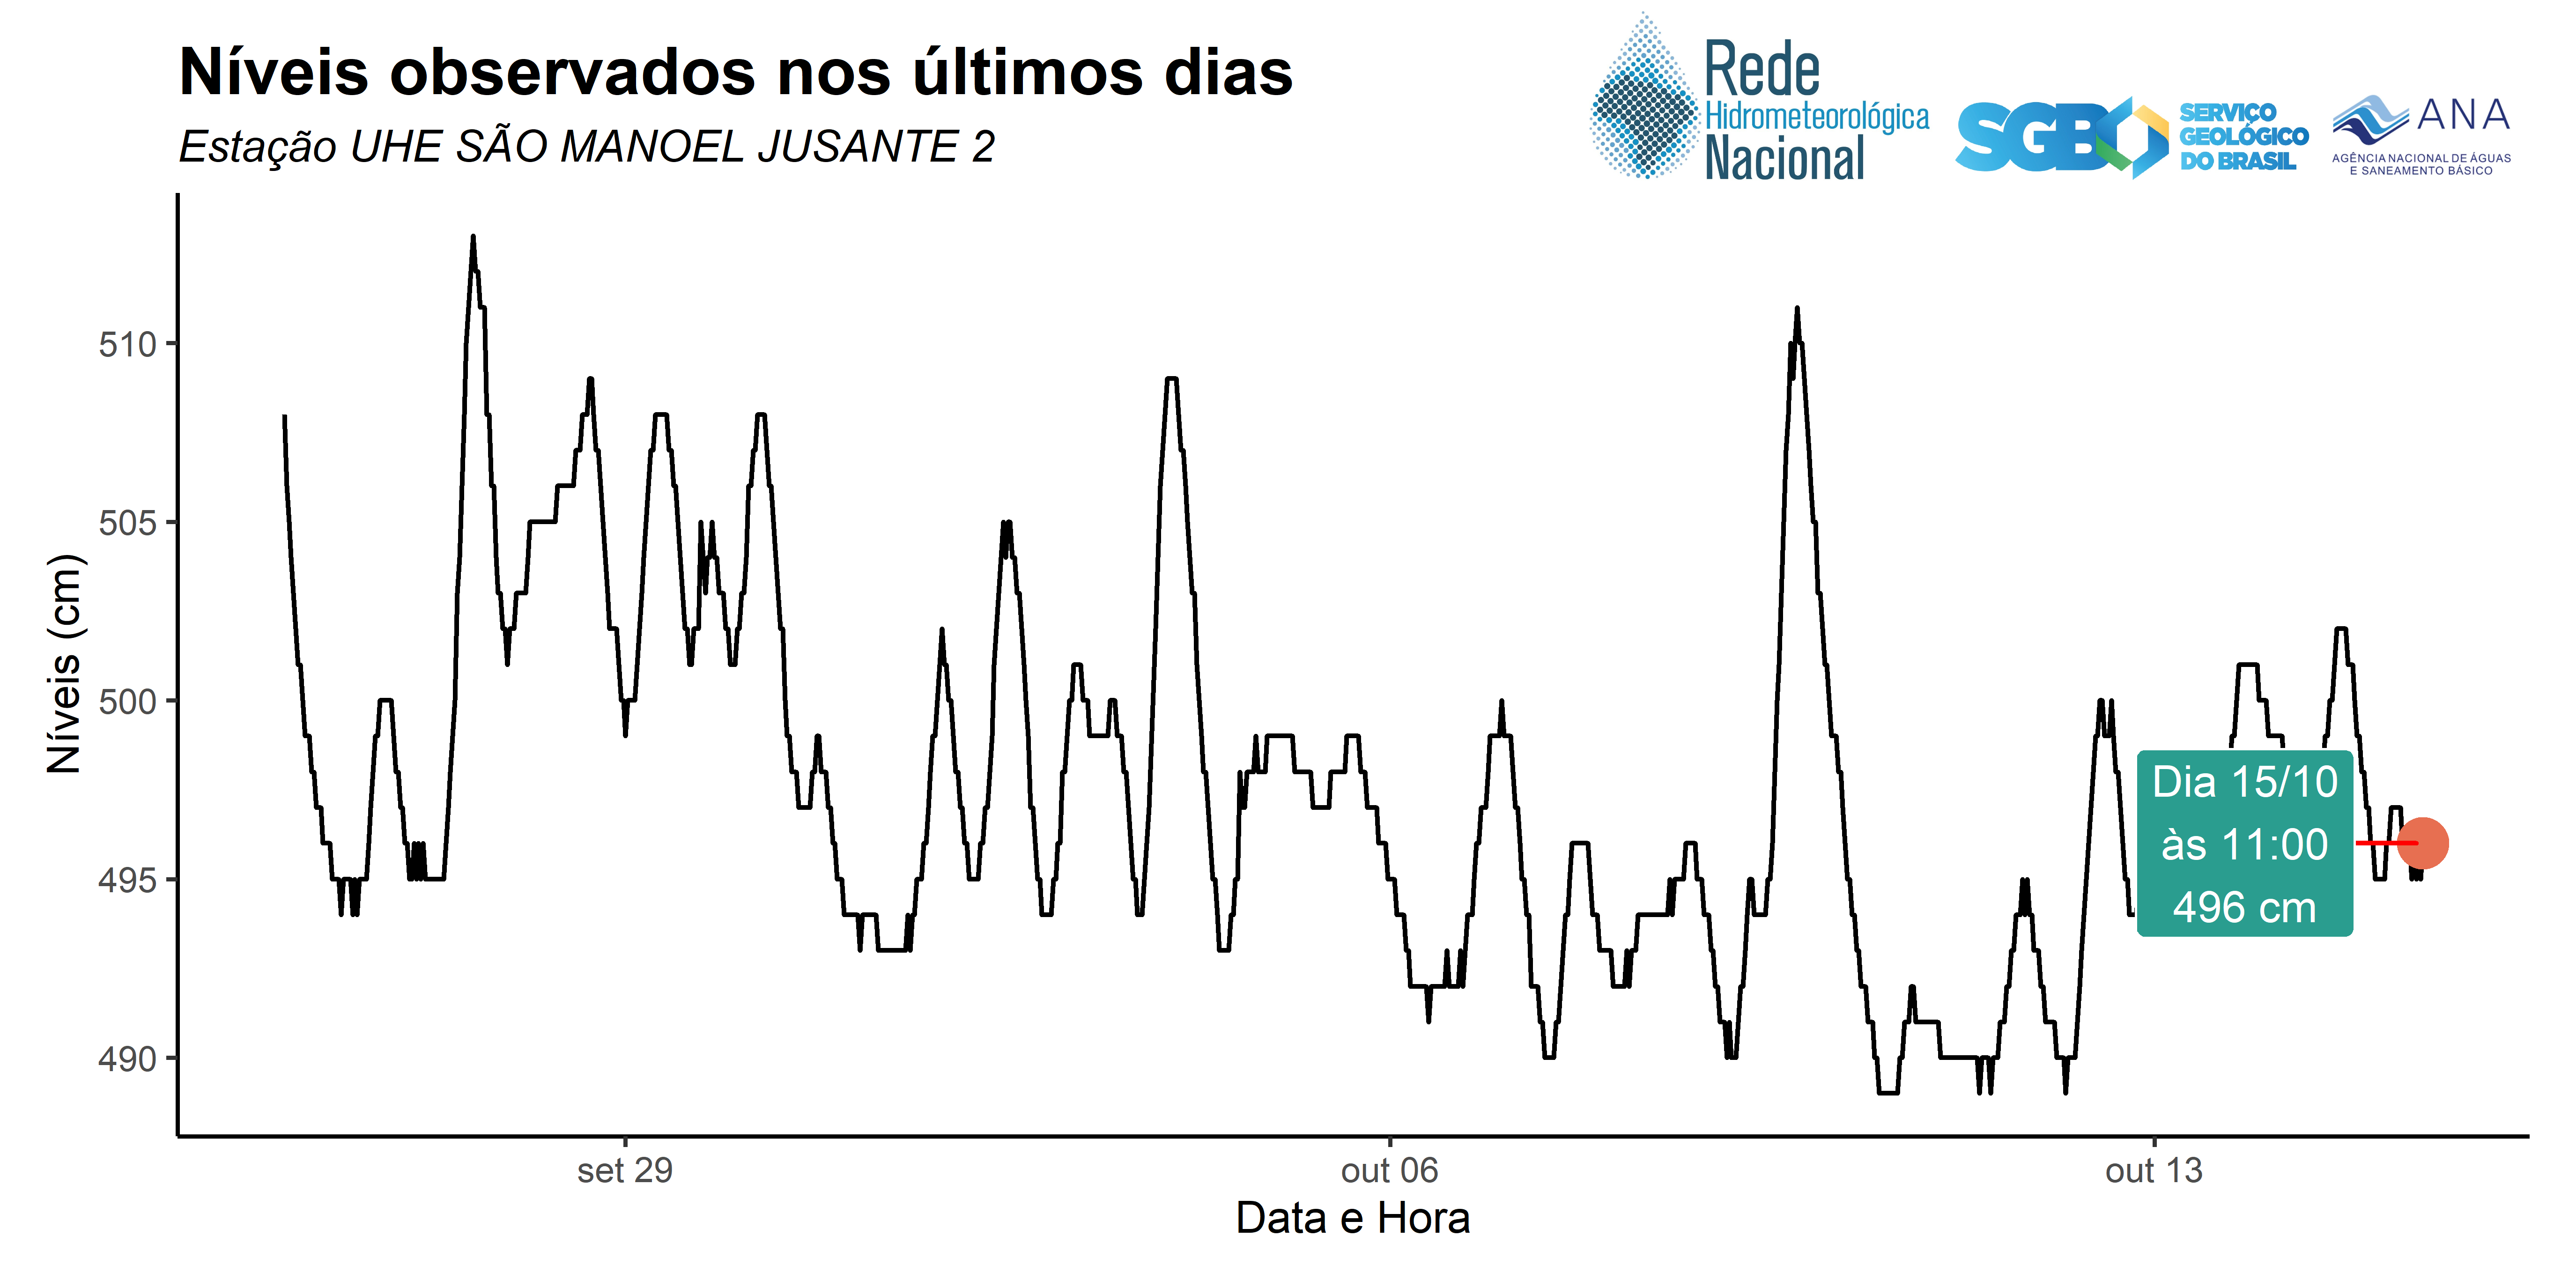 Níveis observados nos últimos dias
Estação UHE SÃO MANOEL JUSANTE 2
Rede
Hidrometeorológica
Nacional
SGB
SERVIÇO
GEOLÓGICO
DO BRASIL
ANA
AGÊNCIA NACIONAL DE ÁGUAS
E SANEAMENTO BÁSICO
Níveis (cm)
510
505
500
495
490
Dia 15/10
às 11:00
496 cm
set 29
out 06
out 13
Data e Hora